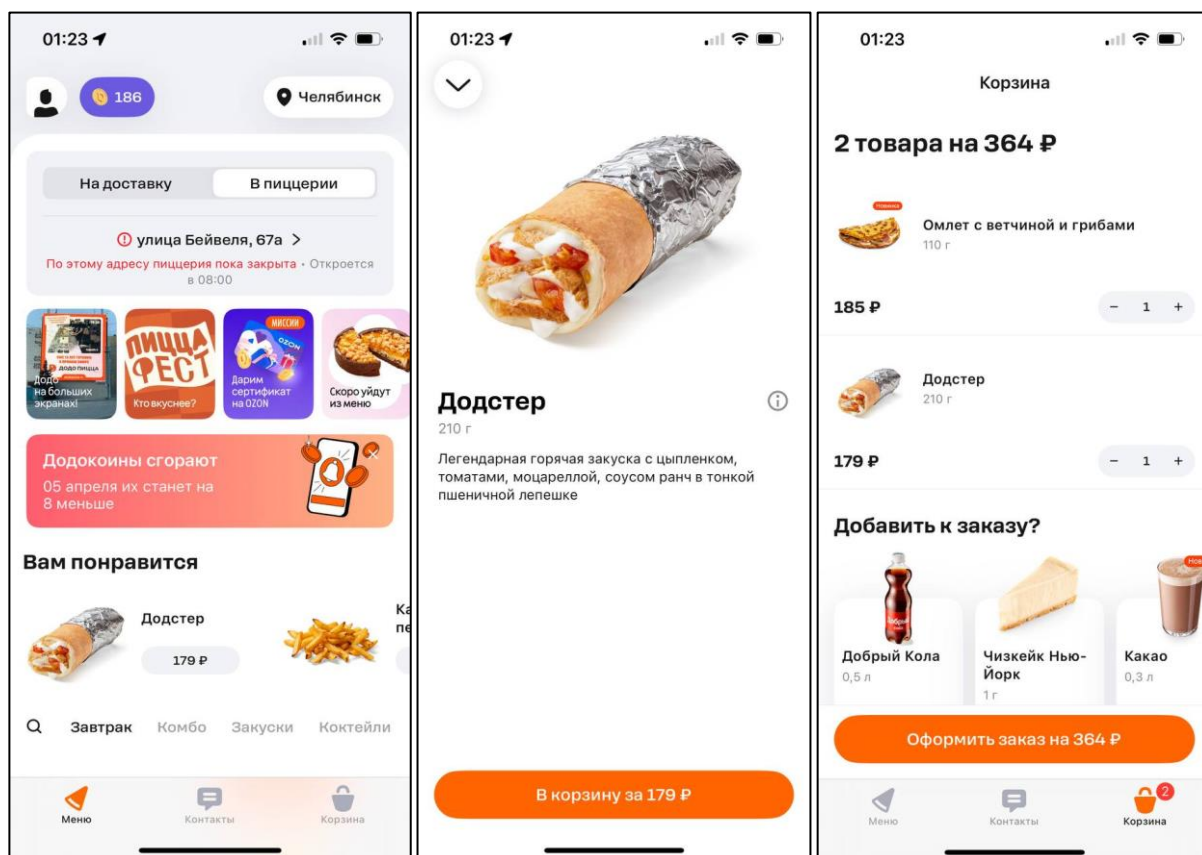 01:23
186
Челябинск
На доставку
В пиццерии
улица Бейвеля, 67а >
По этому адресу пиццерия пока закрыта • Откроется
в 08:00
додо пицца
Додо
на больших
экранах!
ПИЦЦА
ФЕСТ
Кто вкуснее?
МИССИИ
OZON
Дарим
сертификат
на OZON
Скоро уйдут
из меню
Додокоины сгорают
05 апреля их станет на
8 меньше
Вам понравится
Додстер
179 ₽
Завтрак
Комбо
Закуски
Коктейли
Меню
Контакты
Корзина
01:23
Додстер
210 г
Легендарная горячая закуска с цыпленком,
томатами, моцареллой, соусом ранч в тонкой
пшеничной лепешке
В корзину за 179 ₽
01:23
Корзина
2 товара на 364 ₽
Новинка
Омлет с ветчиной и грибами
110 г
185 ₽
− 1 +
Додстер
210 г
179 ₽
− 1 +
Добавить к заказу?
Добрый
Добрый Кола
0,5 л
Чизкейк Нью-
Йорк
1 г
Нов
Какао
0,3 л
Оформить заказ на 364 ₽
2
Меню
Контакты
Корзина